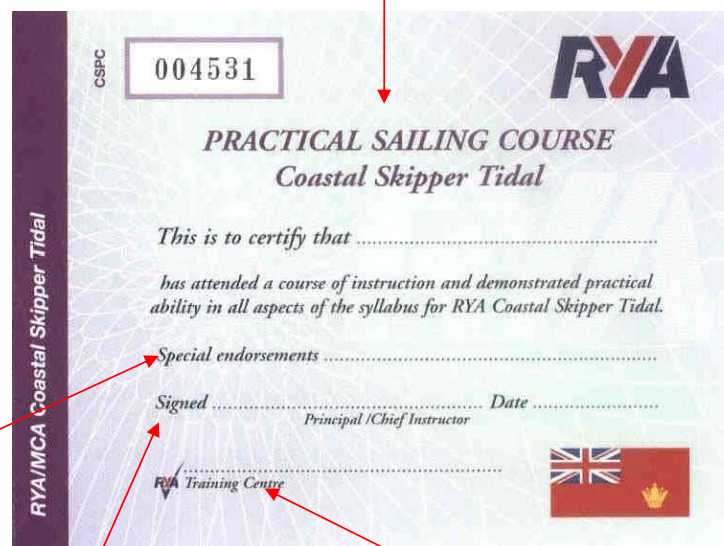 CSPC
004531
RYA
PRACTICAL SAILING COURSE
Coastal Skipper Tidal
This is to certify that ..............................................................
has attended a course of instruction and demonstrated practical
ability in all aspects of the syllabus for RYA Coastal Skipper Tidal.
Special endorsements ....................................................................
Signed ....................................................... Date .........................
Principal /Chief Instructor
RYA Training Centre
RYA/MCA Coastal Skipper Tidal